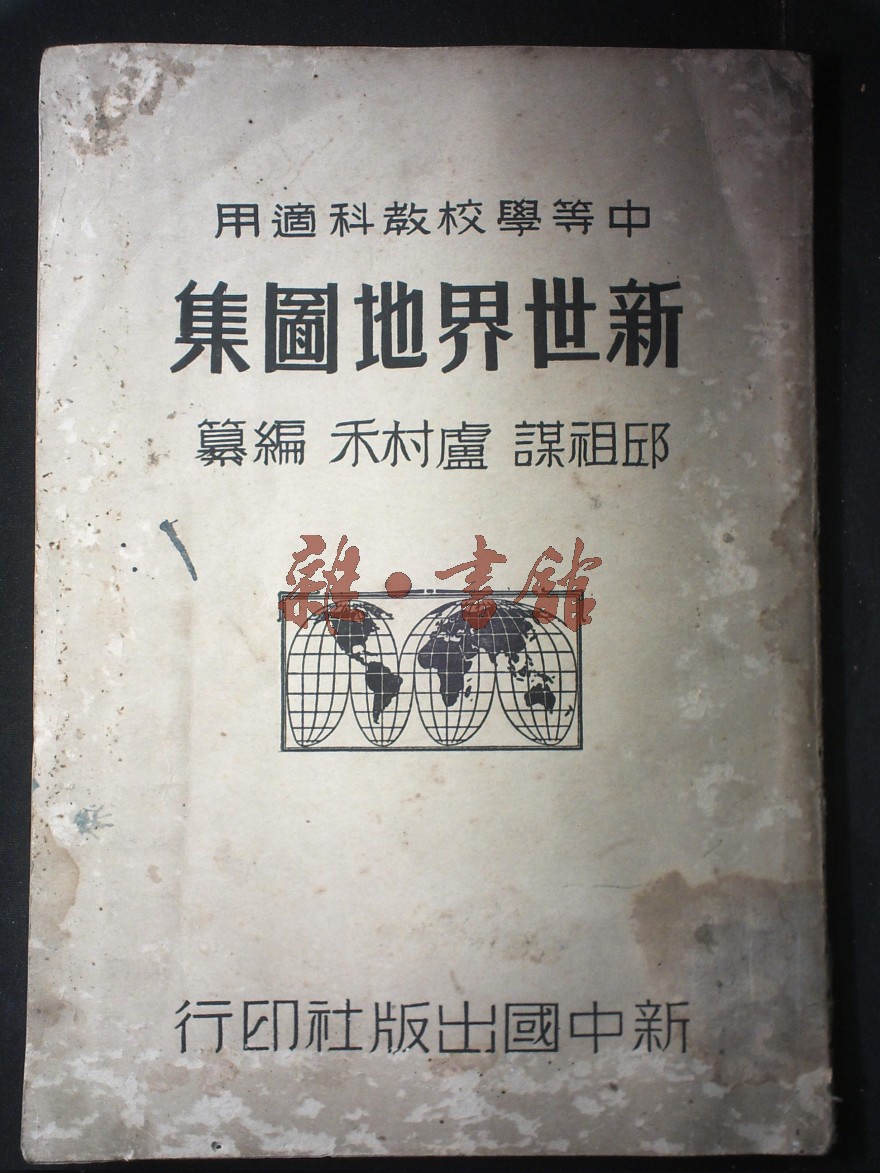 中等學校教科適用
新世界地圖集
邱祖謀 盧村禾 編纂
雜·書館
新中國出版社印行